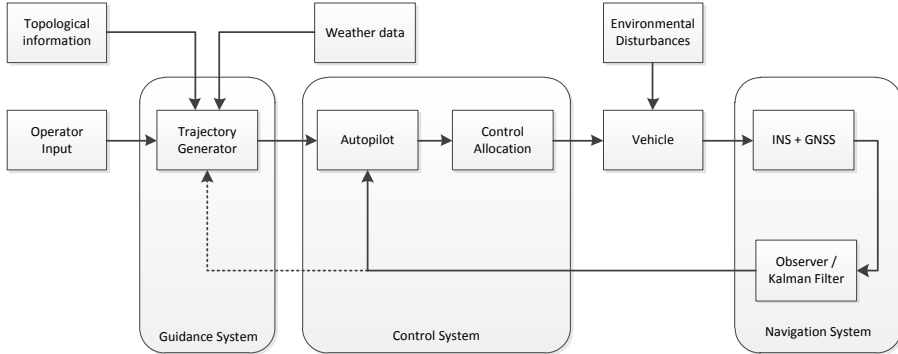 Topological
information
Weather data
Environmental
Disturbances
Operator
Input
Trajectory
Generator
Autopilot
Control
Allocation
Vehicle
INS + GNSS
Observer /
Kalman Filter
Guidance System
Control System
Navigation System